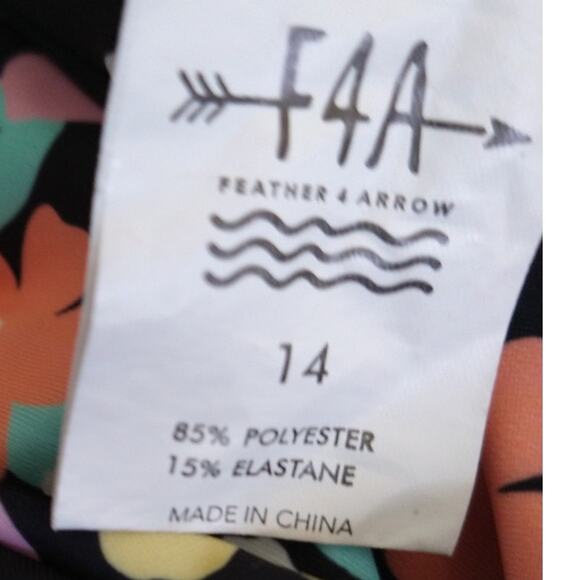 F4A
FEATHER 4 ARROW
14
85% POLYESTER
15% ELASTANE
MADE IN CHINA